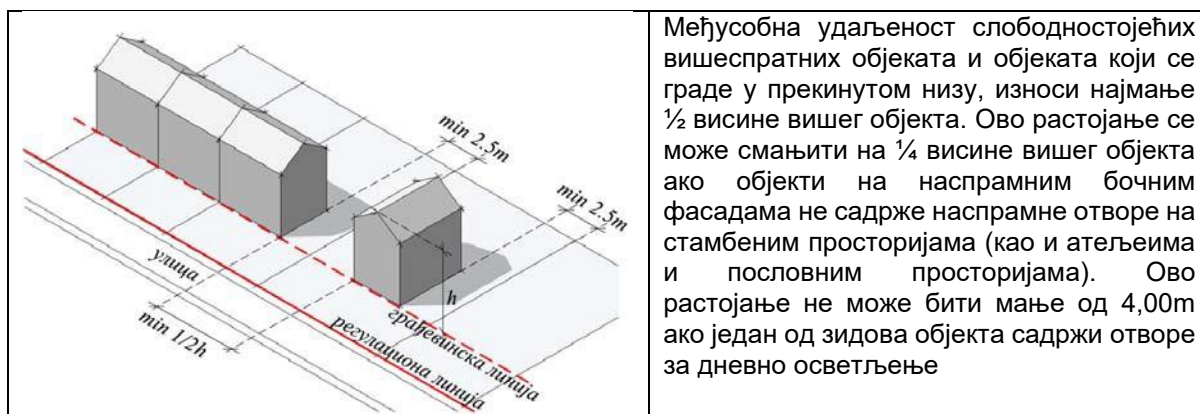 min 2.5m
min 2.5m
улица
h
min 1/2h
грађевинска линија
регулациона линија
Међусобна удаљеност слободностојећих
вишеспратних објеката и објеката који се
граде у прекинутом низу, износи најмање
½ висине вишег објекта. Ово растојање се
може смањити на ¼ висине вишег објекта
ако објекти на наспрамним бочним
фасадама не садрже наспрамне отворе на
стамбеним просторијама (као и атељеима
и пословним просторијама). Ово
растојање не може бити мање од 4,00m
ако један од зидова објекта садржи отворе
за дневно осветљење